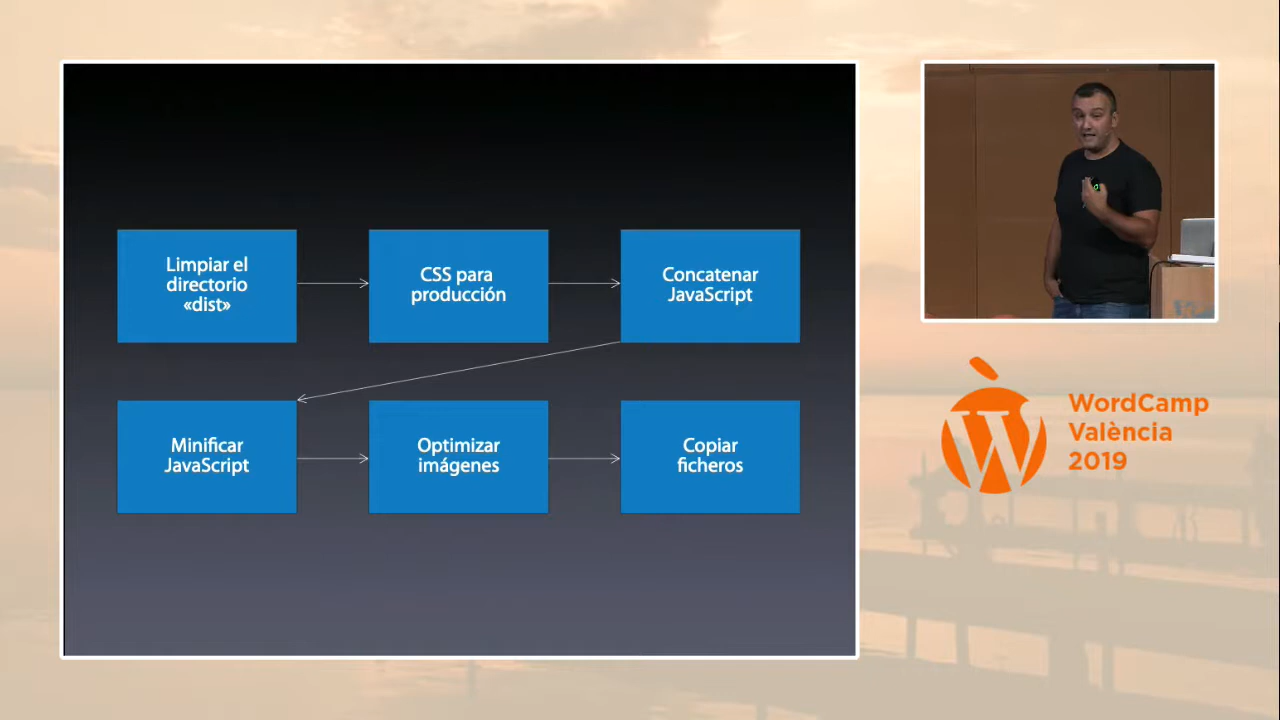 Limpiar el
directorio
«dist»
CSS para
producción
Concatenar
JavaScript
Minificar
JavaScript
Optimizar
imágenes
Copiar
ficheros
WordCamp
València
2019